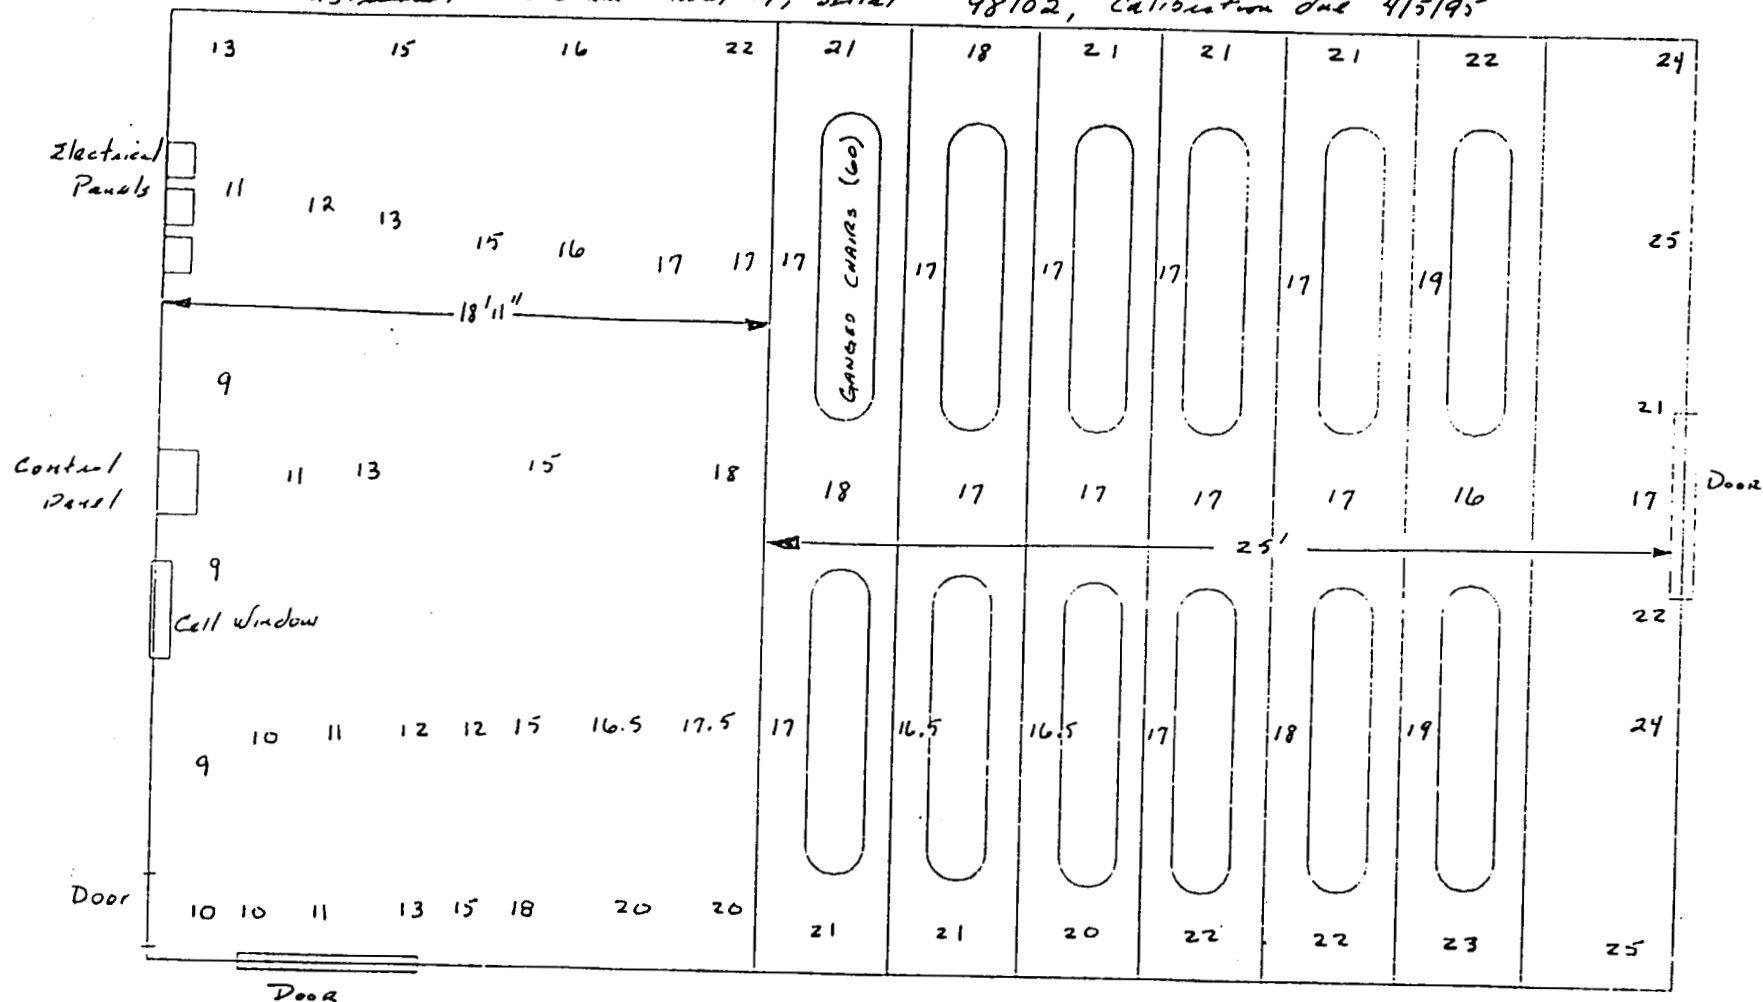 98102, Calibration due 4/5/95
13 15 16 22 21 18 21 21 21 22 24
Electrical
Panels
11 12 13 15 16 17 17 17 17 17 17 17 19 25
GANGED CHAIRS (60)
18'11"
9
21
Control
Panel
11 13 15 18 18 17 17 17 17 16 17
Door
25'
9
Cell Window
22
10 11 12 12 15 16.5 17.5 17 16.5 16.5 17 18 19 24
9
Door
10 10 11 13 15 18 20 20 21 21 20 22 22 23 25
Door